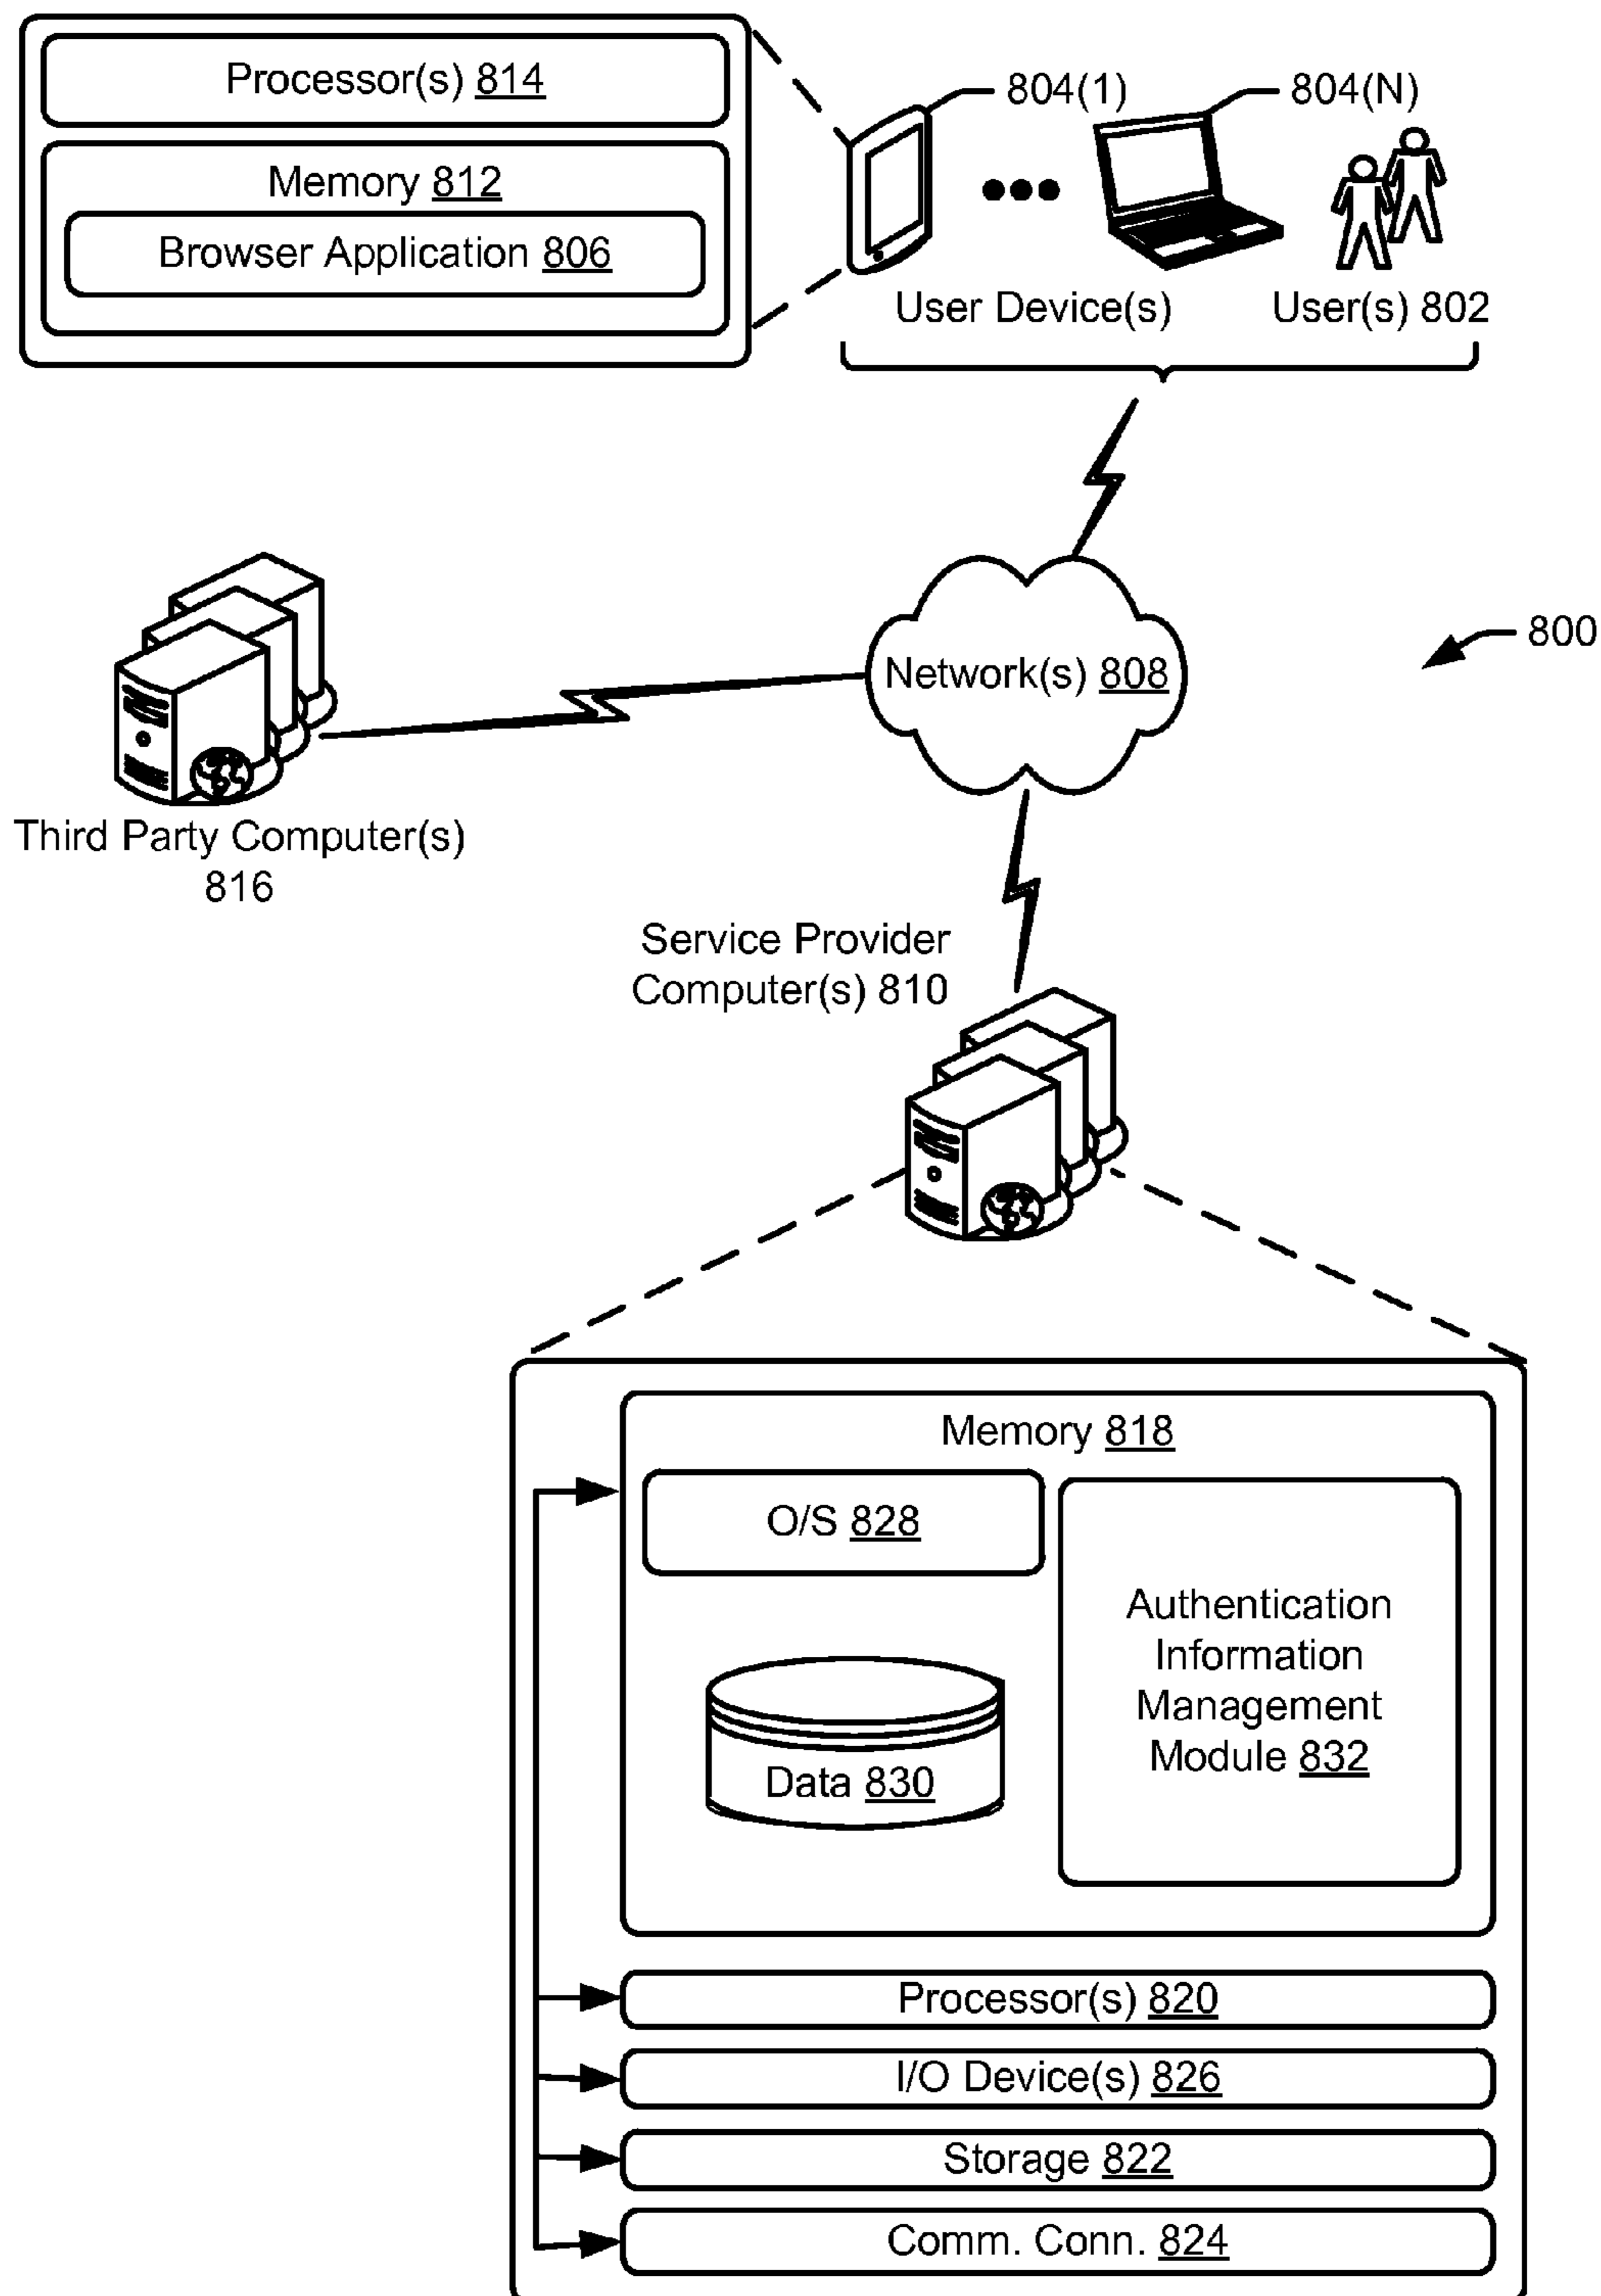 Processor(s) 814
Memory 812
Browser Application 806
804(1)
804(N)
User Device(s)
User(s) 802
800
Network(s) 808
Third Party Computer(s)
816
Service Provider
Computer(s) 810
Memory 818
O/S 828
Data 830
Authentication
Information
Management
Module 832
Processor(s) 820
I/O Device(s) 826
Storage 822
Comm. Conn. 824